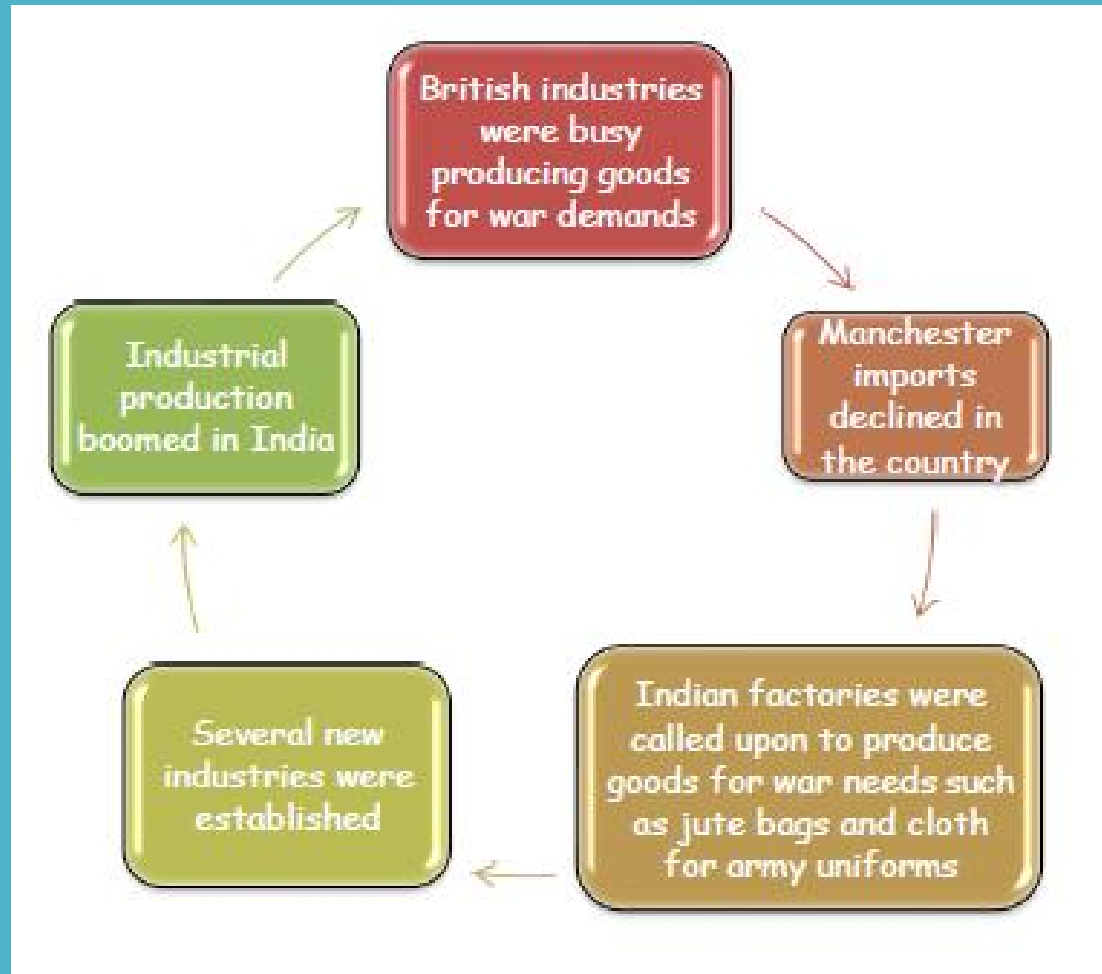 British industries
were busy
producing goods
for war demands
Manchester
imports
declined in
the country
Indian factories were
called upon to produce
goods for war needs such
as jute bags and cloth
for army uniforms
Several new
industries were
established
Industrial
production
boomed in India